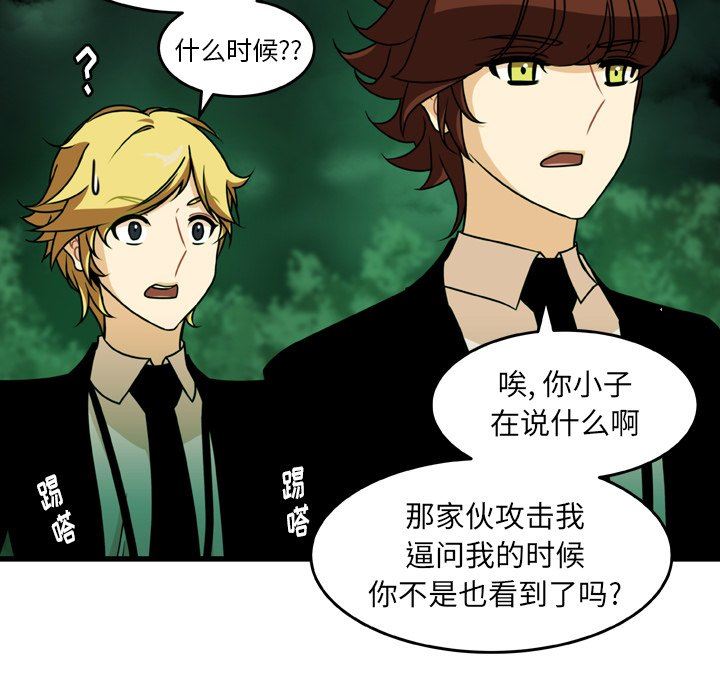 什么时候??
?
唉,你小子
在说什么啊
踢
嗒
踢
嗒
那家伙攻击我
逼问我的时候
你不是也看到了吗?